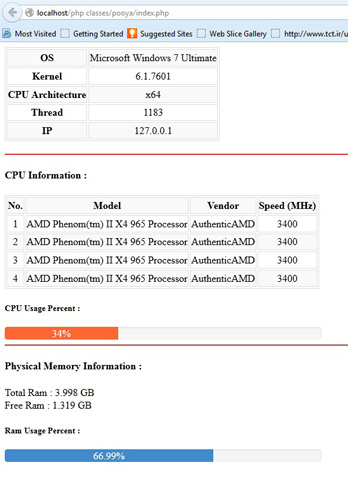 localhost/php classes/pooya/index.php
Most Visited Getting Started Suggested Sites Web Slice Gallery http://www.tct.ir/u
OS Microsoft Windows 7 Ultimate
Kernel 6.1.7601
CPU Architecture x64
Thread 1183
IP 127.0.0.1
CPU Information :
No. Model Vendor Speed (MHz)
1 AMD Phenom(tm) II X4 965 Processor AuthenticAMD 3400
2 AMD Phenom(tm) II X4 965 Processor AuthenticAMD 3400
3 AMD Phenom(tm) II X4 965 Processor AuthenticAMD 3400
4 AMD Phenom(tm) II X4 965 Processor AuthenticAMD 3400
CPU Usage Percent :
34%
Physical Memory Information :
Total Ram : 3.998 GB
Free Ram : 1.319 GB
Ram Usage Percent :
66.99%